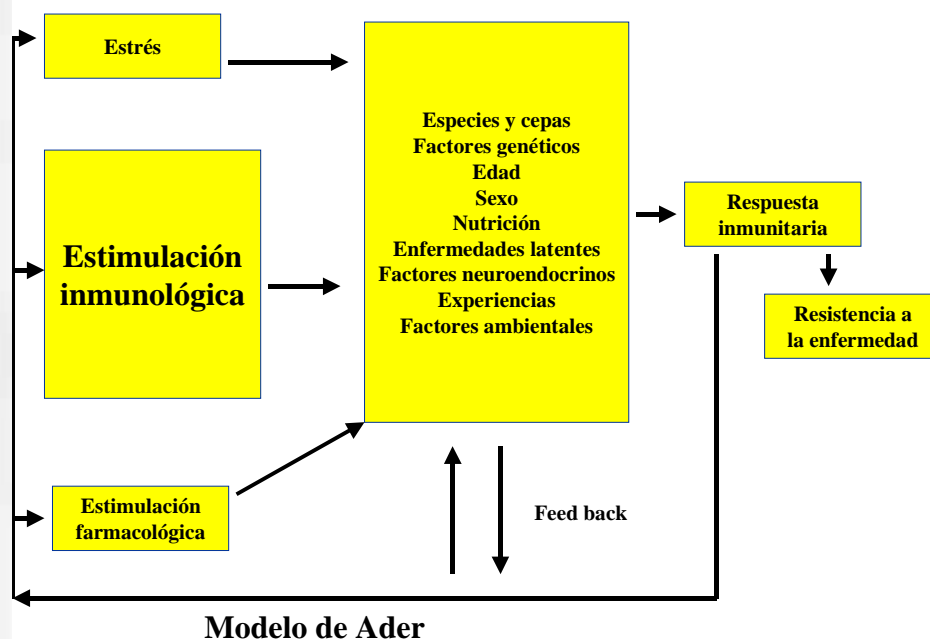 Estrés
Estimulación
inmunológica
Estimulación
farmacológica
Especies y cepas
Factores genéticos
Edad
Sexo
Nutrición
Enfermedades latentes
Factores neuroendocrinos
Experiencias
Factores ambientales
Respuesta
inmunitaria
Resistencia a
la enfermedad
Feed back
Modelo de Ader